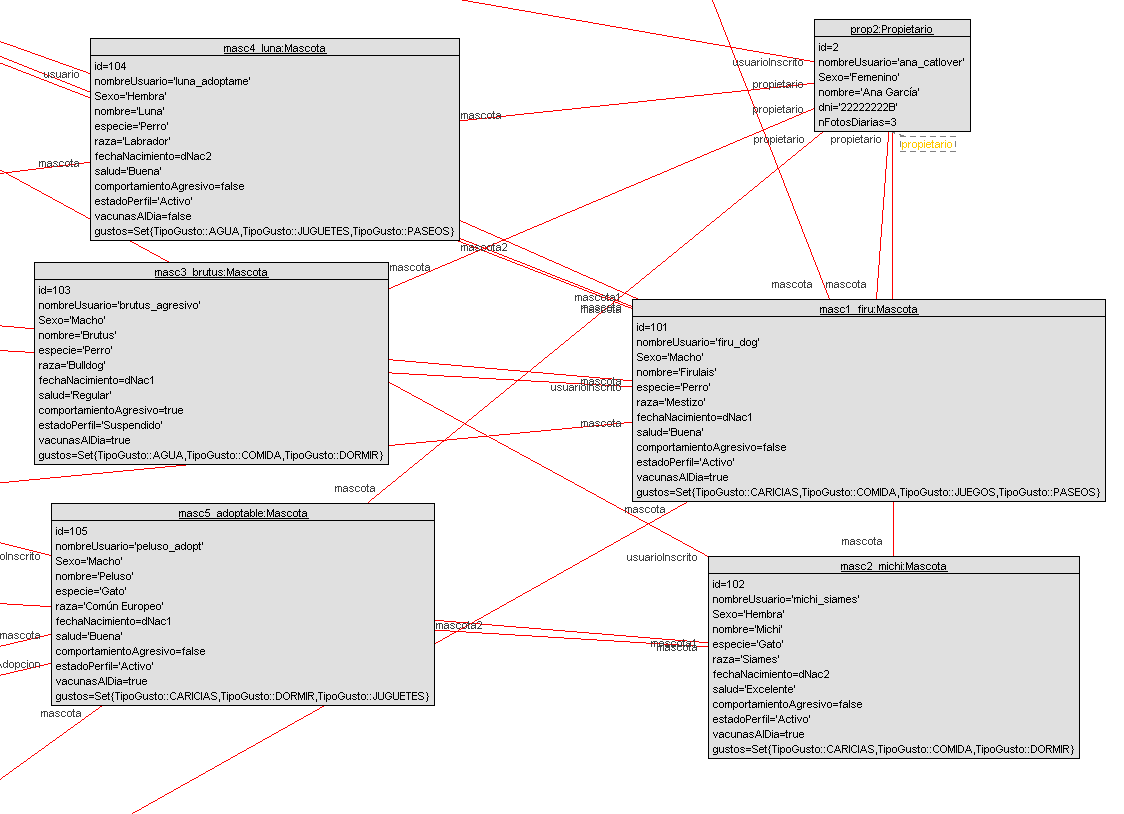 prop2:Propietario
id=2
nombreUsuario='ana_catlover'
Sexo='Femenino'
nombre='Ana García'
dni='22222222B'
nFotosDiarias=3
usuarioInscrito
propietario
propietario
propietario
propietario
propietario
masc4_luna:Mascota
id=104
nombreUsuario='luna_adoptame'
Sexo='Hembra'
nombre='Luna'
especie='Perro'
raza='Labrador'
fechaNacimiento=dNac2
salud='Buena'
comportamientoAgresivo=false
estadoPerfil='Activo'
vacunasAlDia=false
gustos=Set{TipoGusto::AGUA,TipoGusto::JUGUETES,TipoGusto::PASEOS}
usuario
mascota
mascota
mascota2
masc3_brutus:Mascota
id=103
nombreUsuario='brutus_agresivo'
Sexo='Macho'
nombre='Brutus'
especie='Perro'
raza='Bulldog'
fechaNacimiento=dNac1
salud='Regular'
comportamientoAgresivo=true
estadoPerfil='Suspendido'
vacunasAlDia=true
gustos=Set{TipoGusto::AGUA,TipoGusto::COMIDA,TipoGusto::DORMIR}
mascota
mascota
mascota
mascota1
mascota
masc1_firu:Mascota
id=101
nombreUsuario='firu_dog'
Sexo='Macho'
nombre='Firulais'
especie='Perro'
raza='Mestizo'
fechaNacimiento=dNac1
salud='Buena'
comportamientoAgresivo=false
estadoPerfil='Activo'
vacunasAlDia=true
gustos=Set{TipoGusto::CARICIAS,TipoGusto::COMIDA,TipoGusto::JUEGOS,TipoGusto::PASEOS}
mascota
usuarioInscrito
mascota
mascota
mascota
usuarioInscrito
mascota
masc5_adoptable:Mascota
id=105
nombreUsuario='peluso_adopt'
Sexo='Macho'
nombre='Peluso'
especie='Gato'
raza='Común Europeo'
fechaNacimiento=dNac1
salud='Buena'
comportamientoAgresivo=false
estadoPerfil='Activo'
vacunasAlDia=true
gustos=Set{TipoGusto::CARICIAS,TipoGusto::DORMIR,TipoGusto::JUGUETES}
oInscrito
mascota
Adopcion
mascota
mascota2
mascota1
mascota
masc2_michi:Mascota
id=102
nombreUsuario='michi_siames'
Sexo='Hembra'
nombre='Michi'
especie='Gato'
raza='Siames'
fechaNacimiento=dNac2
salud='Excelente'
comportamientoAgresivo=false
estadoPerfil='Activo'
vacunasAlDia=true
gustos=Set{TipoGusto::CARICIAS,TipoGusto::COMIDA,TipoGusto::DORMIR}